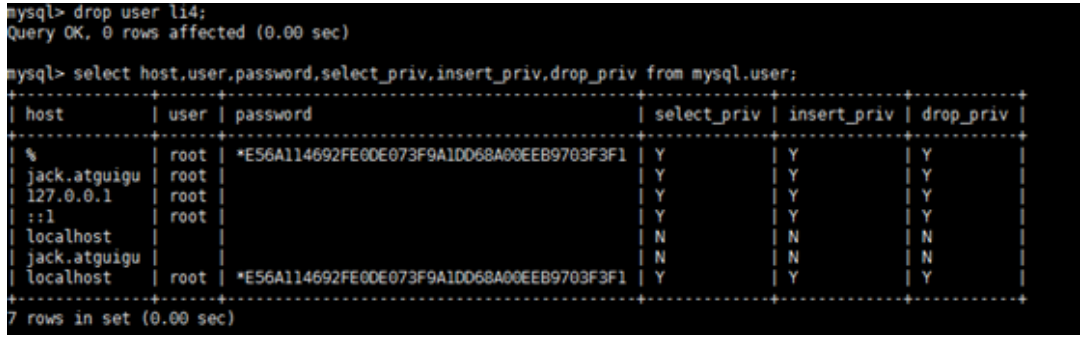 mysql> drop user li4;
Query OK, 0 rows affected (0.00 sec)
mysql> select host,user,password,select_priv,insert_priv,drop_priv from mysql.user;
+--------------+------+-------------------------------------------+-------------+-------------+-----------+
| host | user | password | select_priv | insert_priv | drop_priv |
+--------------+------+-------------------------------------------+-------------+-------------+-----------+
| % | root | *E56A114692FE0DE073F9A1DD68A00EEB9703F3F1 | Y | Y | Y |
| jack.atguigu | root | | Y | Y | Y |
| 127.0.0.1 | root | | Y | Y | Y |
| ::1 | root | | Y | Y | Y |
| localhost | | | N | N | N |
| jack.atguigu | | | N | N | N |
| localhost | root | *E56A114692FE0DE073F9A1DD68A00EEB9703F3F1 | Y | Y | Y |
+--------------+------+-------------------------------------------+-------------+-------------+-----------+
7 rows in set (0.00 sec)